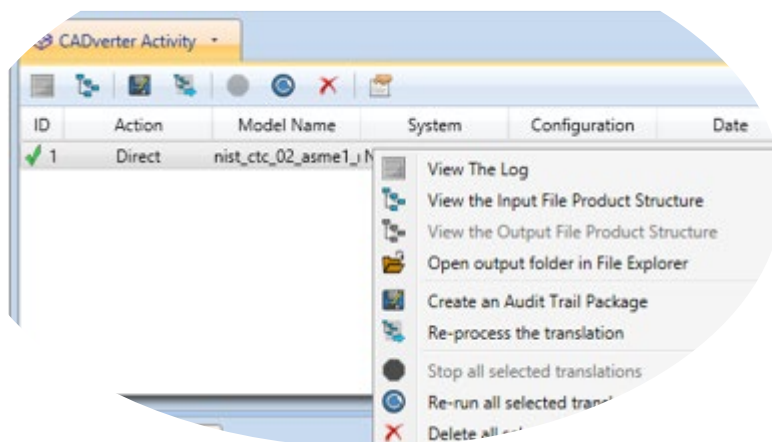 CADverter Activity
ID Action Model Name System Configuration Date
1 Direct nist_ctc_02_asme1_
View The Log
View the Input File Product Structure
View the Output File Product Structure
Open output folder in File Explorer
Create an Audit Trail Package
Re-process the translation
Stop all selected translations
Re-run all selected
Delete all